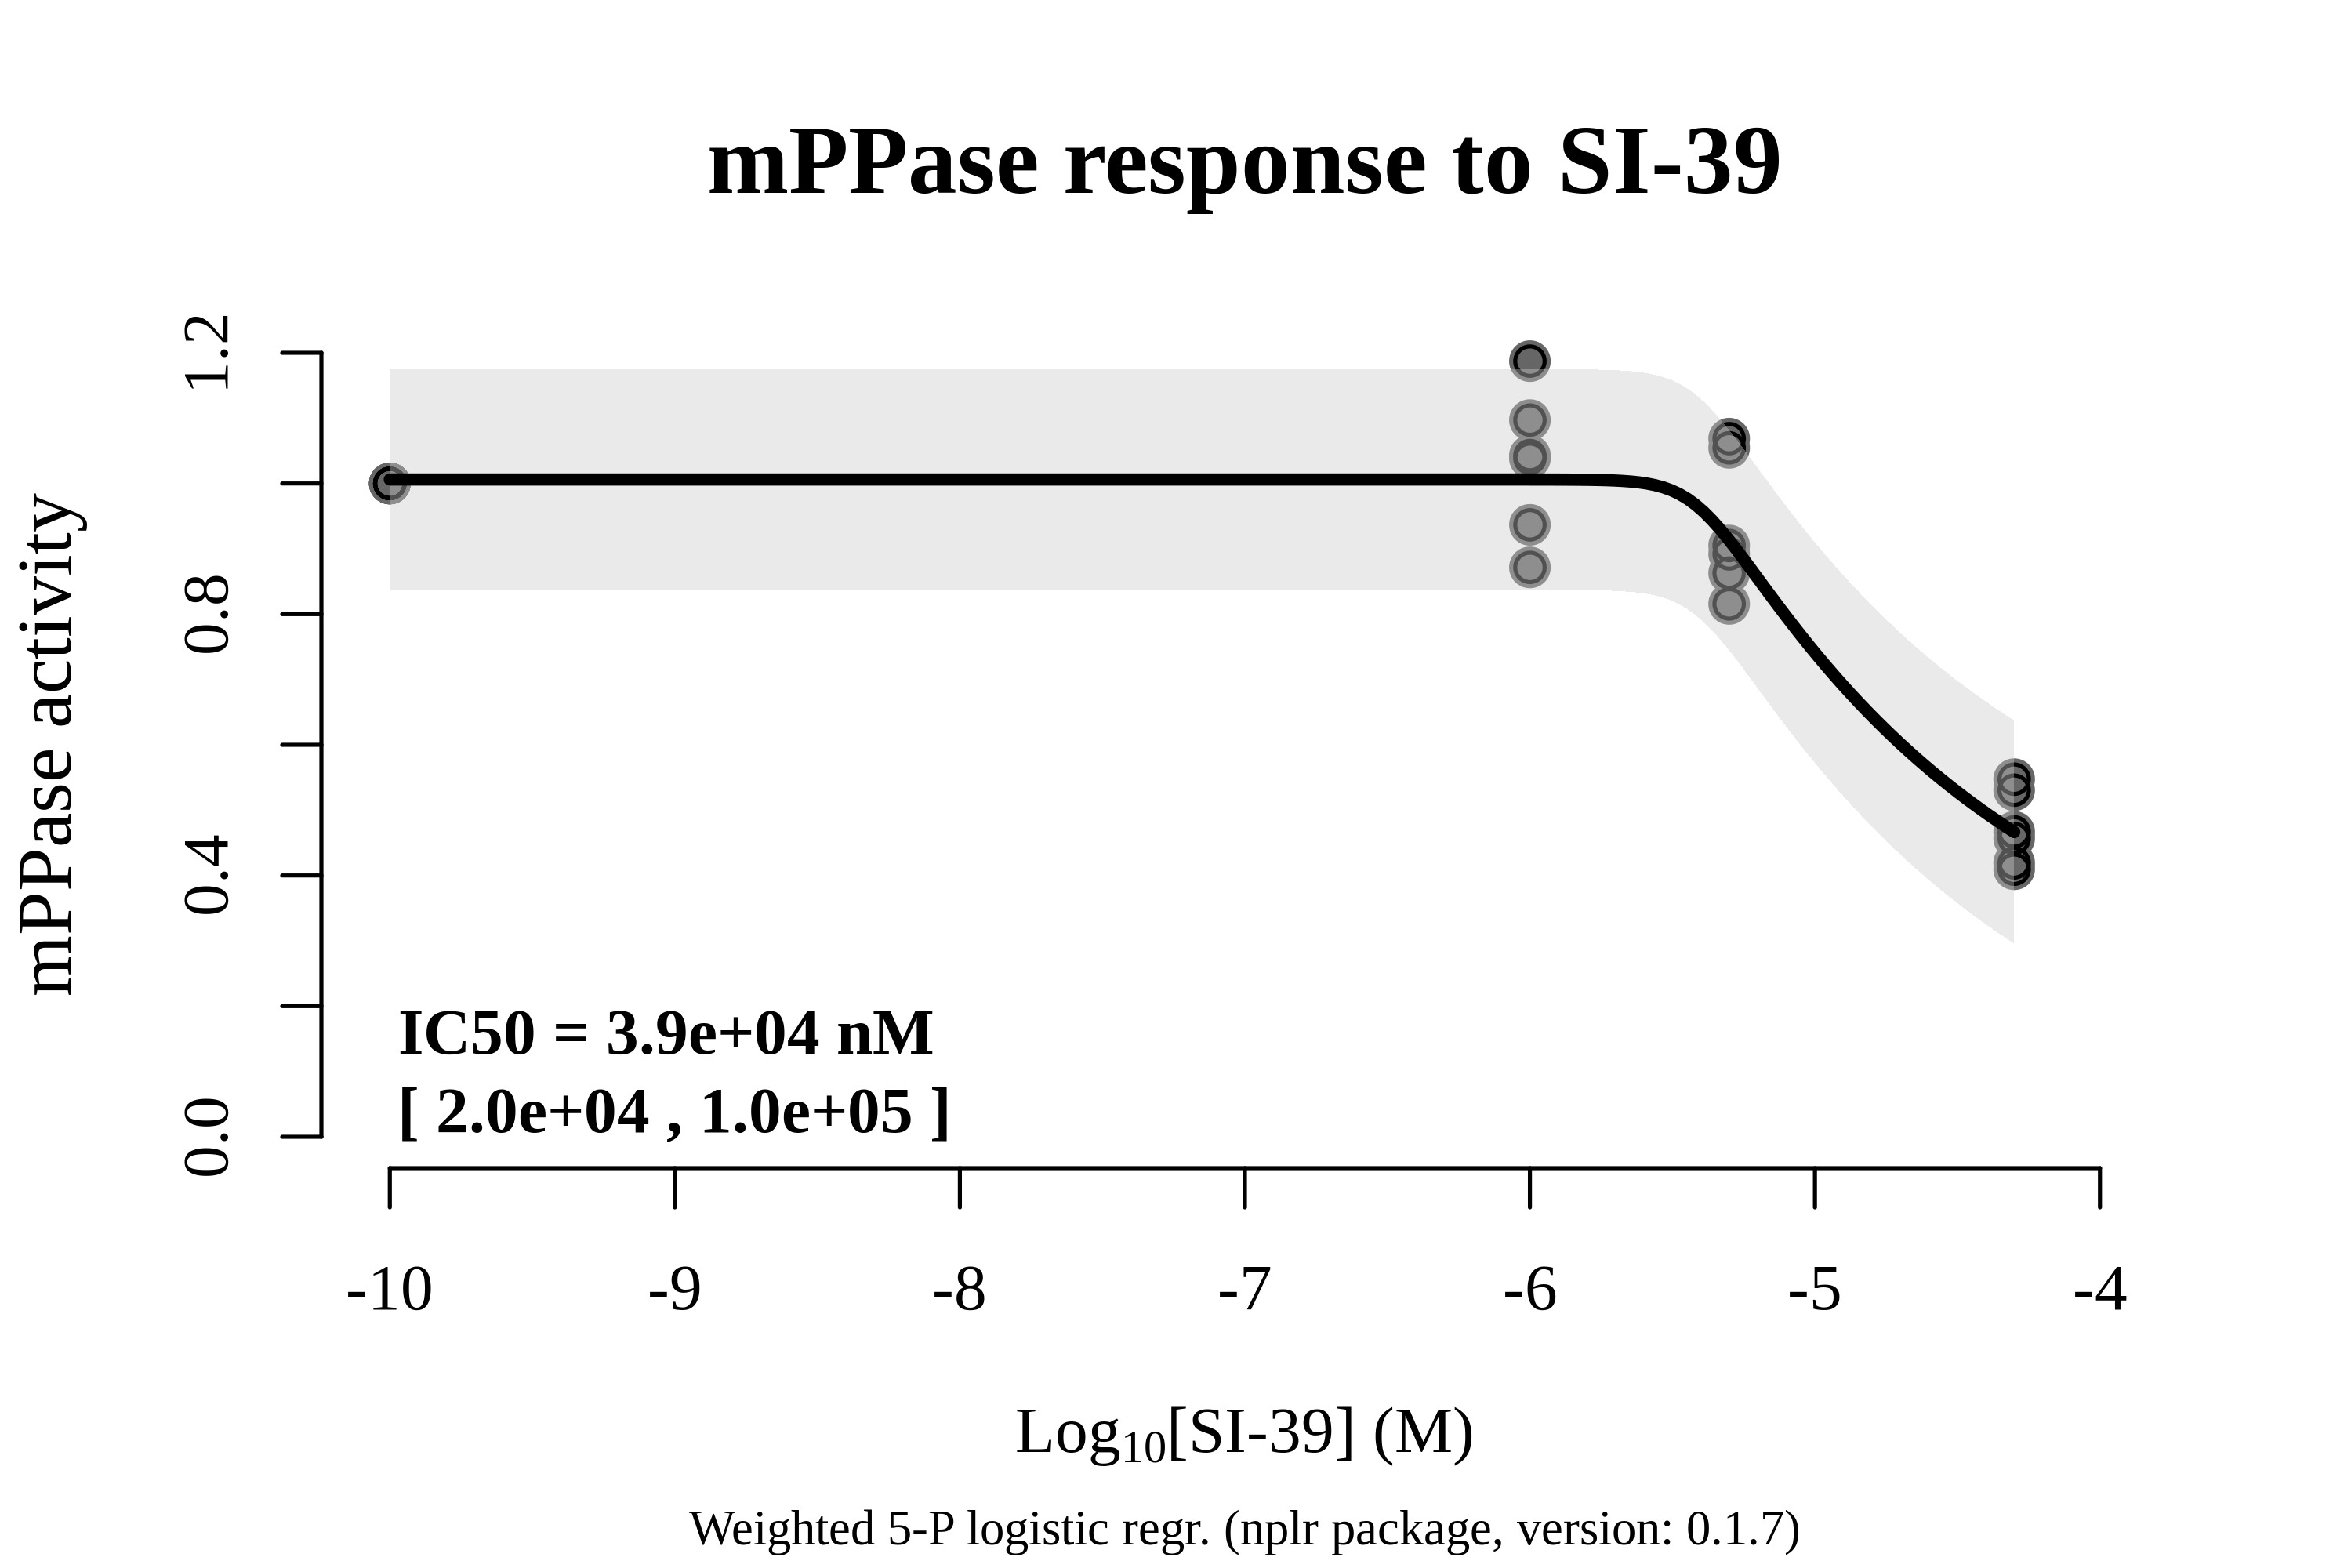 mPPase response to SI-39
mPPase activity
1.2
0.8
0.4
0.0
IC50 = 3.9e+04 nM
[ 2.0e+04 , 1.0e+05 ]
-10 -9 -8 -7 -6 -5 -4
Log10[SI-39] (M)
Weighted 5-P logistic regr. (nplr package, version: 0.1.7)